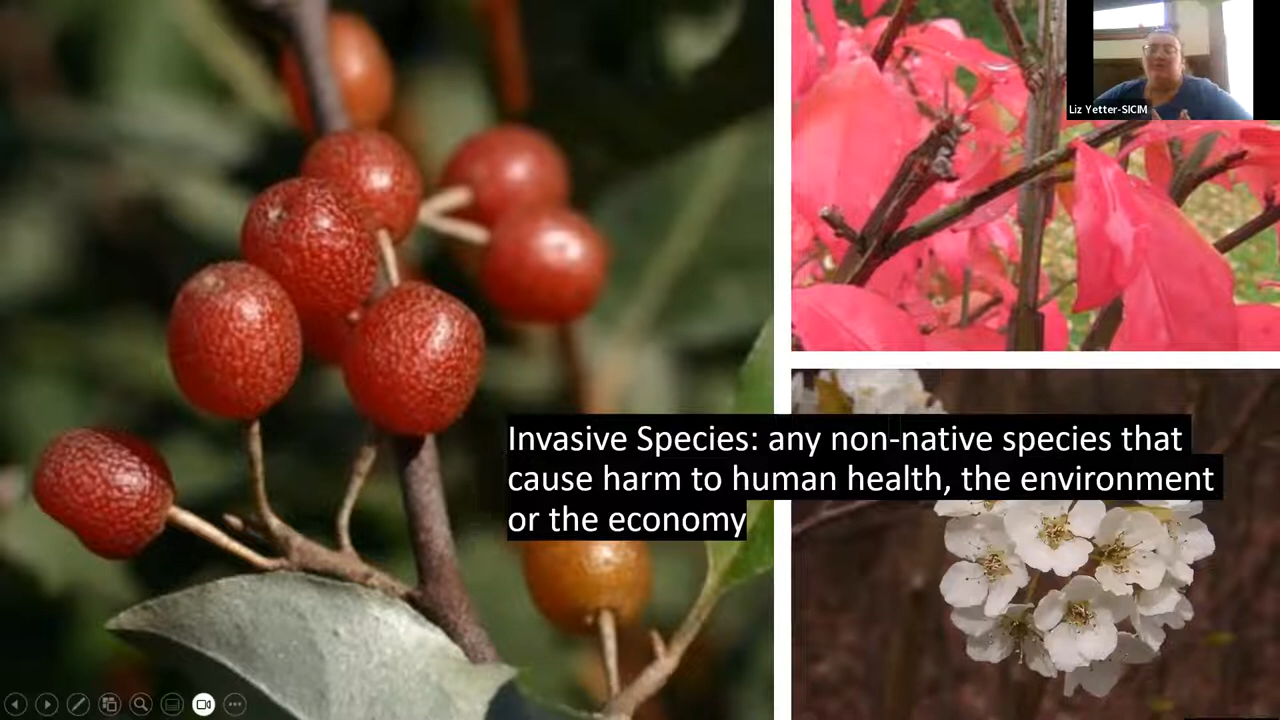 Liz Yetter-SICIM
Invasive Species: any non-native species that
cause harm to human health, the environment
or the economy